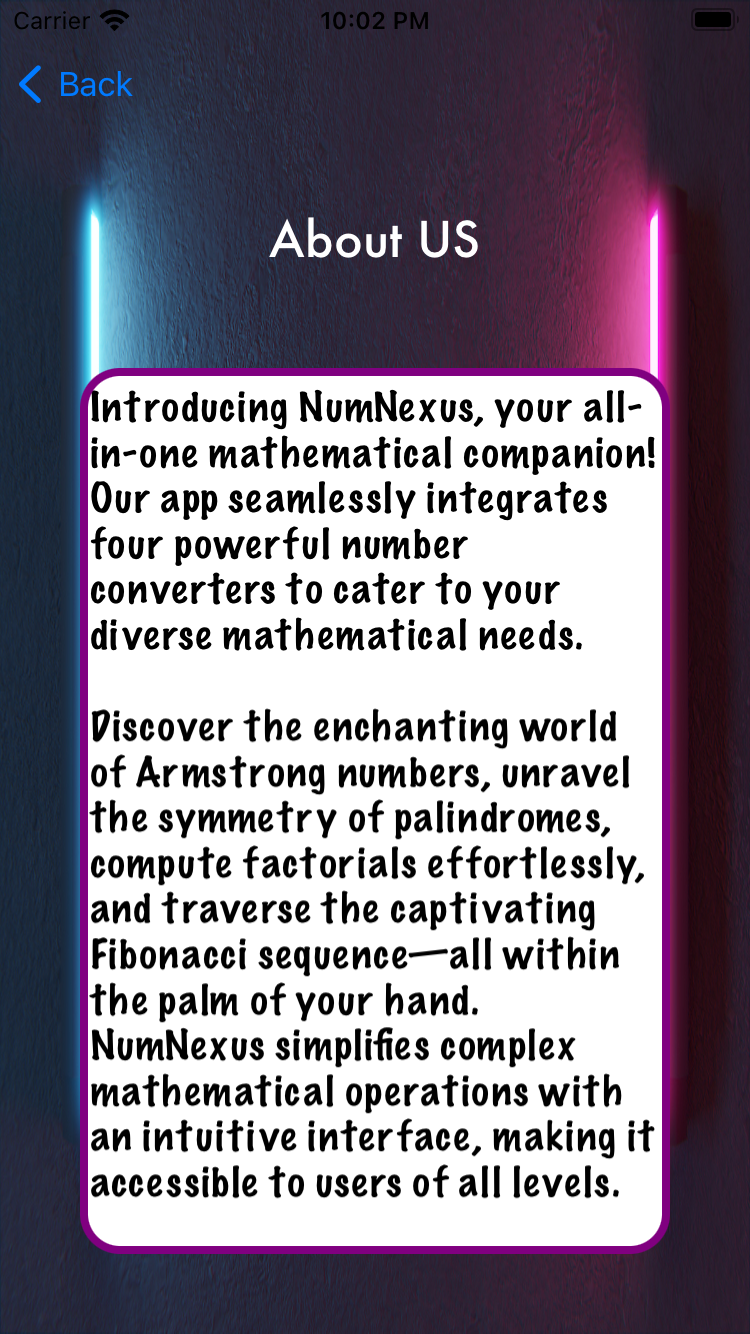 Carrier 10:02 PM
Back
About US
Introducing NumNexus, your all-
in-one mathematical companion!
Our app seamlessly integrates
four powerful number
converters to cater to your
diverse mathematical needs.
Discover the enchanting world
of Armstrong numbers, unravel
the symmetry of palindromes,
compute factorials effortlessly,
and traverse the captivating
Fibonacci sequence—all within
the palm of your hand.
NumNexus simplifies complex
mathematical operations with
an intuitive interface, making it
accessible to users of all levels.